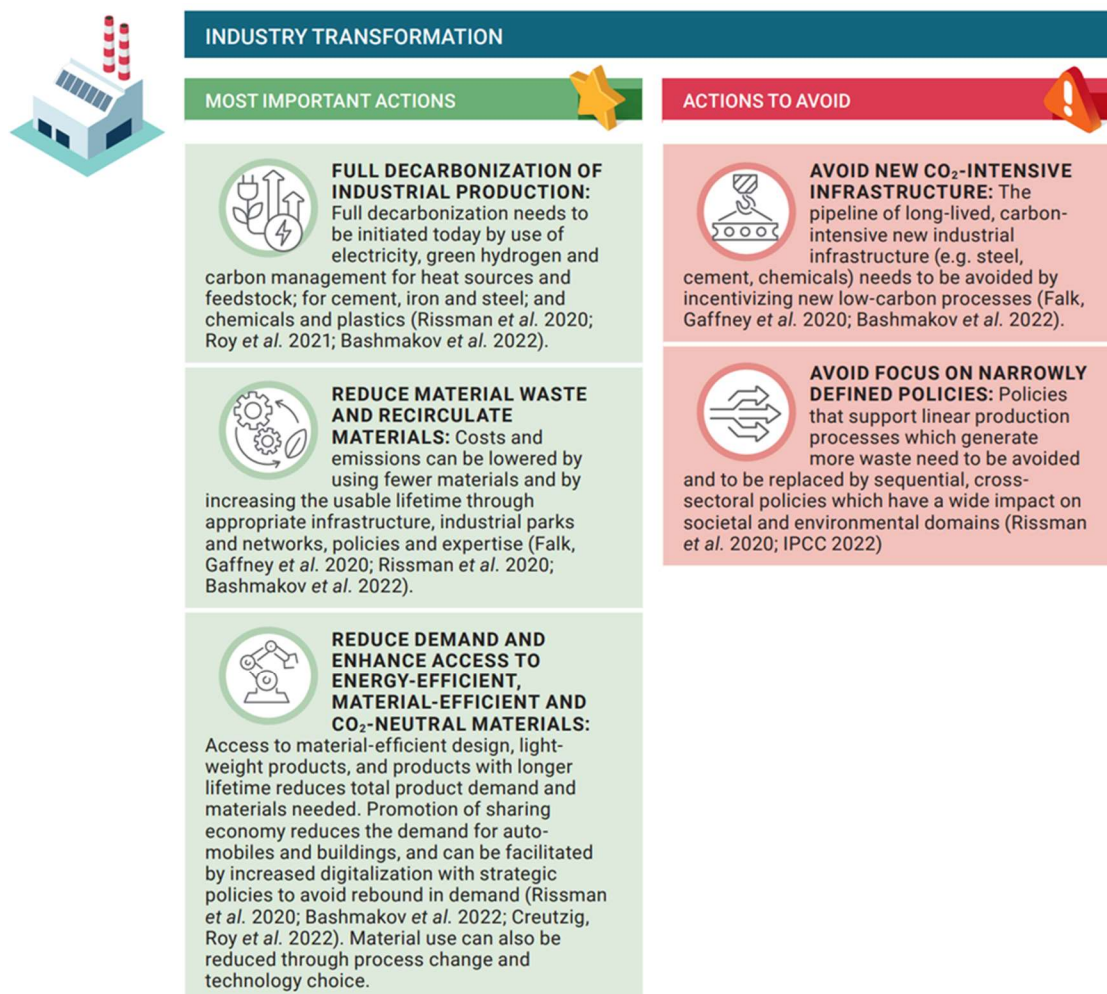 INDUSTRY TRANSFORMATION
MOST IMPORTANT ACTIONS
FULL DECARBONIZATION OF
INDUSTRIAL PRODUCTION:
Full decarbonization needs to
be initiated today by use of
electricity, green hydrogen and
carbon management for heat sources and
feedstock; for cement, iron and steel; and
chemicals and plastics (Rissman et al. 2020;
Roy et al. 2021; Bashmakov et al. 2022).
REDUCE MATERIAL WASTE
AND RECIRCULATE
MATERIALS: Costs and
emissions can be lowered by
using fewer materials and by
increasing the usable lifetime through
appropriate infrastructure, industrial parks
and networks, policies and expertise (Falk,
Gaffney et al. 2020; Rissman et al. 2020;
Bashmakov et al. 2022).
REDUCE DEMAND AND
ENHANCE ACCESS TO
ENERGY-EFFICIENT,
MATERIAL-EFFICIENT AND
CO₂-NEUTRAL MATERIALS:
Access to material-efficient design, light-
weight products, and products with longer
lifetime reduces total product demand and
materials needed. Promotion of sharing
economy reduces the demand for auto-
mobiles and buildings, and can be facilitated
by increased digitalization with strategic
policies to avoid rebound in demand (Rissman
et al. 2020; Bashmakov et al. 2022; Creutzig,
Roy et al. 2022). Material use can also be
reduced through process change and
technology choice.
ACTIONS TO AVOID
AVOID NEW CO₂-INTENSIVE
INFRASTRUCTURE: The
pipeline of long-lived, carbon-
intensive new industrial
infrastructure (e.g. steel,
cement, chemicals) needs to be avoided by
incentivizing new low-carbon processes (Falk,
Gaffney et al. 2020; Bashmakov et al. 2022).
AVOID FOCUS ON NARROWLY
DEFINED POLICIES: Policies
that support linear production
processes which generate
more waste need to be avoided
and to be replaced by sequential, cross-
sectoral policies which have a wide impact on
societal and environmental domains (Rissman
et al. 2020; IPCC 2022)